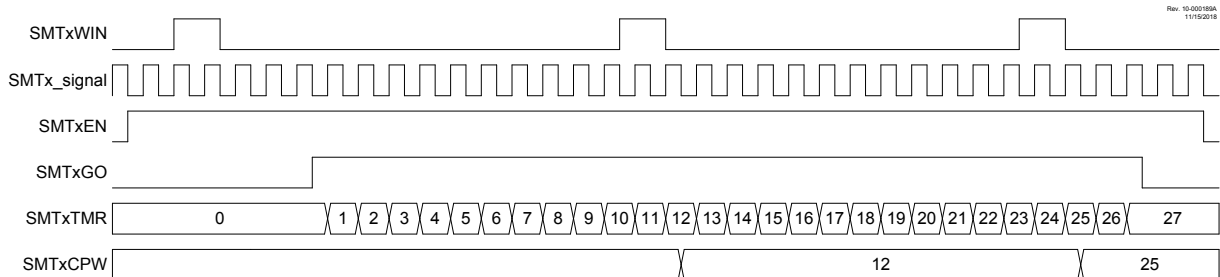 Rev. 10-000189A
11/15/2018
SMTxWIN
SMTx_signal
SMTxEN
SMTxGO
SMTxTMR 0 1 2 3 4 5 6 7 8 9 10 11 12 13 14 15 16 17 18 19 20 21 22 23 24 25 26 27
SMTxCPW 12 25